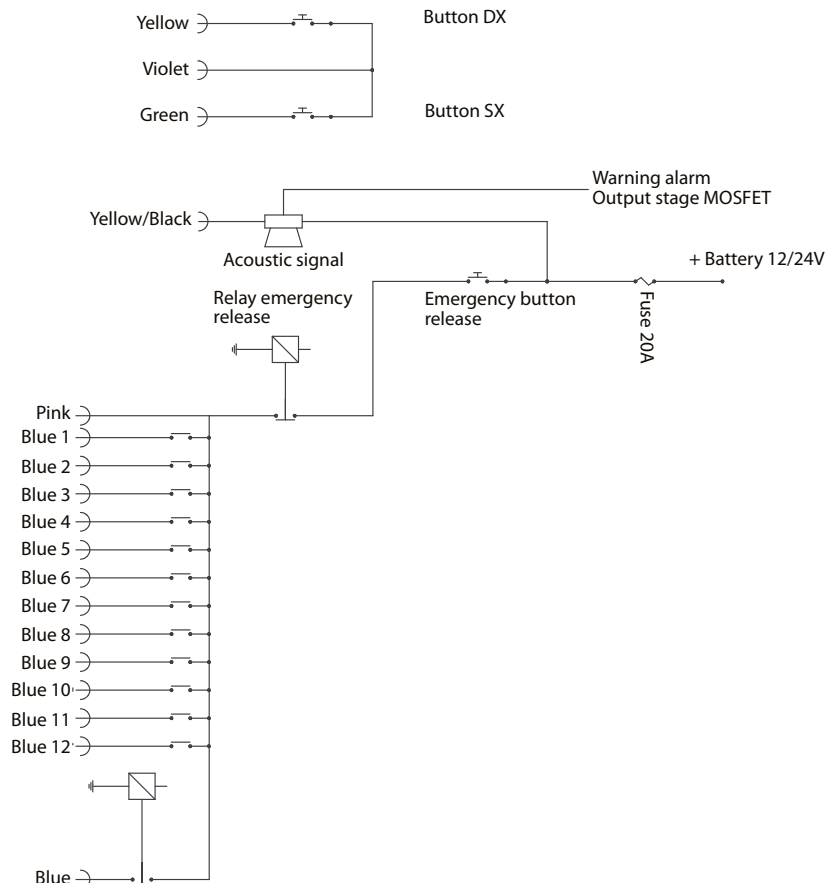 Yellow
Button DX
Violet
Green
Button SX
Warning alarm
Output stage MOSFET
Yellow/Black
Acoustic signal
+ Battery 12/24V
Relay emergency
release
Emergency button
release
Fuse 20A
Pink
Blue 1
Blue 2
Blue 3
Blue 4
Blue 5
Blue 6
Blue 7
Blue 8
Blue 9
Blue 10
Blue 11
Blue 12
Blue